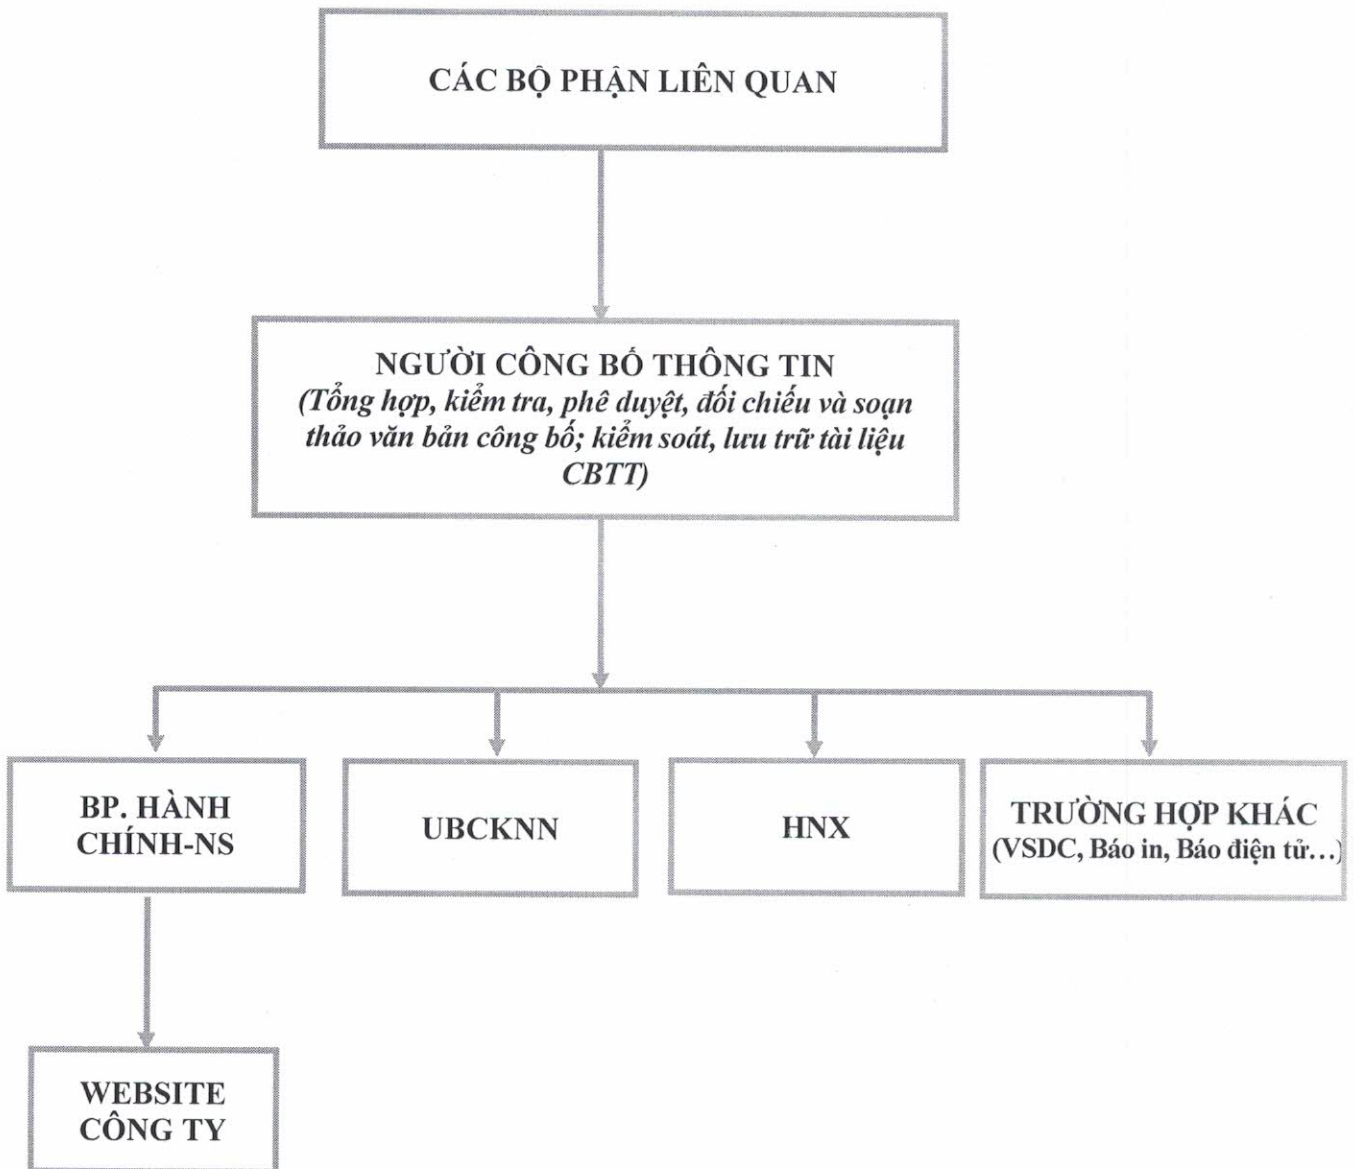 CÁC BỘ PHẬN LIÊN QUAN
NGƯỜI CÔNG BỐ THÔNG TIN
(Tổng hợp, kiểm tra, phê duyệt, đối chiếu và soạn
thảo văn bản công bố; kiểm soát, lưu trữ tài liệu
CBTT)
BP. HÀNH
CHÍNH-NS
UBCKNN
HNX
TRƯỜNG HỢP KHÁC
(VSDC, Báo in, Báo điện tử...)
WEBSITE
CÔNG TY